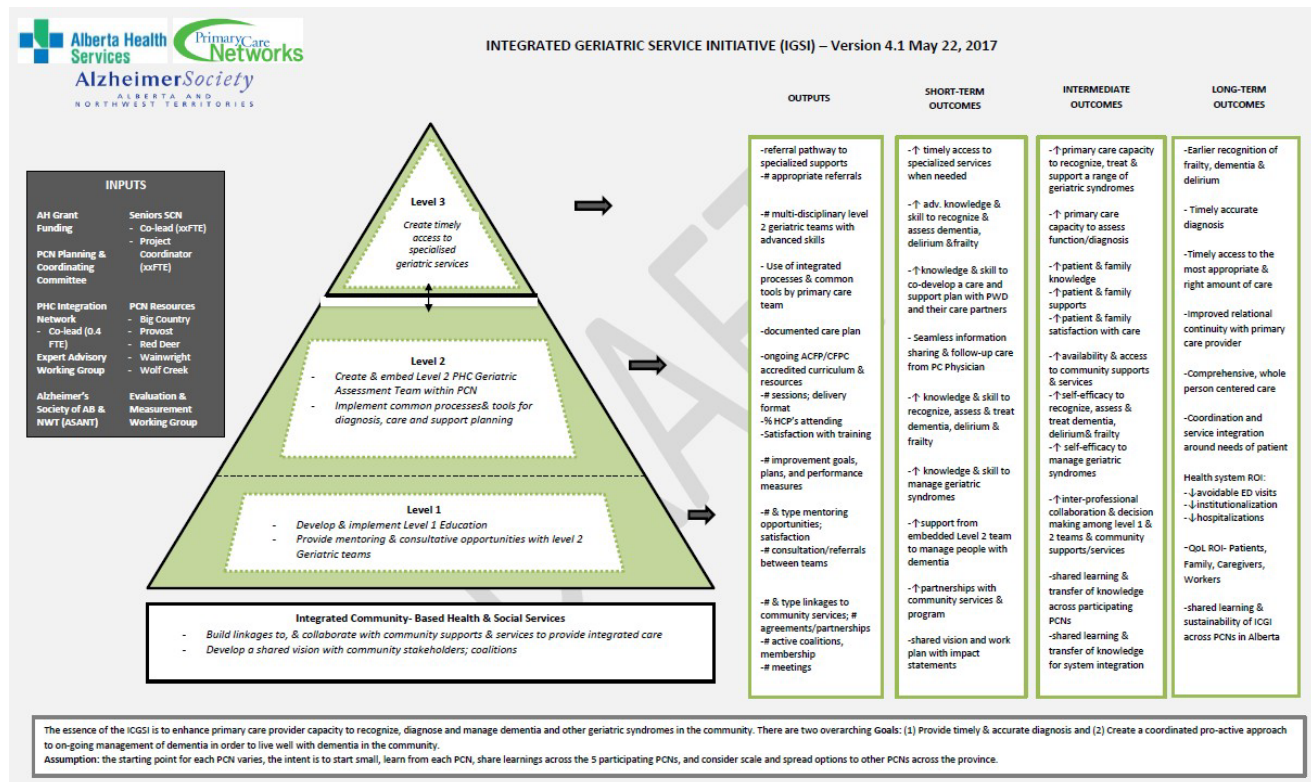 Alberta Health
Services
PrimaryCare
Networks
AlzheimerSociety
ALBERTA AND
NORTHWEST TERRITORIES
INTEGRATED GERIATRIC SERVICE INITIATIVE (IGSI) – Version 4.1 May 22, 2017
INPUTS
AH Grant
Funding
PCN Planning &
Coordinating
Committee
PHC Integration
Network
- Co-lead (0.4
FTE)
Expert Advisory
Working Group
Alzheimer's
Society of AB &
NWT (ASANT)
Seniors SCN
- Co-lead (xxFTE)
- Project
Coordinator
(xxFTE)
PCN Resources
- Big Country
- Provost
- Red Deer
- Wainwright
- Wolf Creek
Evaluation &
Measurement
Working Group
Level 3
Create timely
access to
specialised
geriatric services
Level 2
- Create & embed Level 2 PHC Geriatric
Assessment Team within PCN
- Implement common processes& tools for
diagnosis, care and support planning
Level 1
- Develop & implement Level 1 Education
- Provide mentoring & consultative opportunities with level 2
Geriatric teams
Integrated Community- Based Health & Social Services
- Build linkages to, & collaborate with community supports & services to provide integrated care
- Develop a shared vision with community stakeholders; coalitions
OUTPUTS
-referral pathway to
specialized supports
-# appropriate referrals
-# multi-disciplinary level
2 geriatric teams with
advanced skills
- Use of integrated
processes & common
tools by primary care
team
-documented care plan
-ongoing ACFP/CFPC
accredited curriculum &
resources
-# sessions; delivery
format
-% HCP's attending
-Satisfaction with training
-# improvement goals,
plans, and performance
measures
-# & type mentoring
opportunities;
satisfaction
-# consultation/referrals
between teams
-# & type linkages to
community services; #
agreements/partnerships
-# active coalitions,
membership
-# meetings
SHORT-TERM
OUTCOMES
-↑ timely access to
specialized services
when needed
-↑ adv. knowledge &
skill to recognize &
assess dementia,
delirium &frailty
-↑knowledge & skill to
co-develop a care and
support plan with PWD
and their care partners
- Seamless information
sharing & follow-up care
from PC Physician
-↑ knowledge & skill to
recognize, assess & treat
dementia, delirium &
frailty
-↑ knowledge & skill to
manage geriatric
syndromes
-↑support from
embedded Level 2 team
to manage people with
dementia
-↑partnerships with
community services &
program
-shared vision and work
plan with impact
statements
INTERMEDIATE
OUTCOMES
-↑primary care capacity
to recognize, treat &
support a range of
geriatric syndromes
-↑ primary care
capacity to assess
function/diagnosis
-↑patient & family
knowledge
-↑patient & family
supports
-↑patient & family
satisfaction with care
-↑availability & access
to community supports
& services
-↑self-efficacy to
recognize, assess &
treat dementia,
delirium& frailty
-↑ self-efficacy to
manage geriatric
syndromes
-↑inter-professional
collaboration & decision
making among level 1 &
2 teams & community
supports/services
-shared learning &
transfer of knowledge
across participating
PCNs
-shared learning &
transfer of knowledge
for system integration
LONG-TERM
OUTCOMES
-Earlier recognition of
frailty, dementia &
delirium
- Timely accurate
diagnosis
-Timely access to the
most appropriate &
right amount of care
-Improved relational
continuity with primary
care provider
-Comprehensive, whole
person centered care
-Coordination and
service integration
around needs of patient
Health system ROI:
-↓avoidable ED visits
-↓institutionalization
-↓hospitalizations
-QoL ROI- Patients,
Family, Caregivers,
Workers
-shared learning &
sustainability of ICGI
across PCNs in Alberta
DRAFT
The essence of the ICGSI is to enhance primary care provider capacity to recognize, diagnose and manage dementia and other geriatric syndromes in the community. There are two overarching Goals: (1) Provide timely & accurate diagnosis and (2) Create a coordinated pro-active approach
to on-going management of dementia in order to live well with dementia in the community.
Assumption: the starting point for each PCN varies, the intent is to start small, learn from each PCN, share learnings across the 5 participating PCNs, and consider scale and spread options to other PCNs across the province.